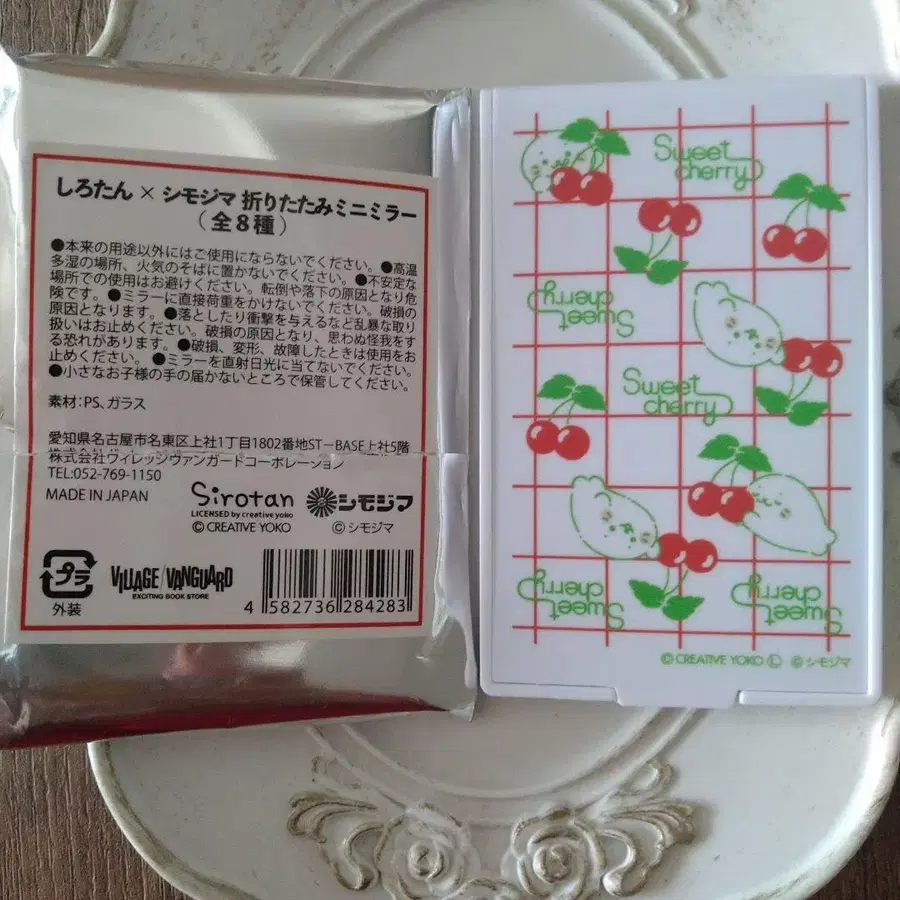 しろたん × シモジマ 折りたたみミニミラー
（全8種）
●本来の用途以外にはご使用にならないでください。●高温
多湿の場所、火気のそばに置かないでください。●不安定な
場所での使用はお避けください。転倒や落下の原因となり危
険です。●ミラーに直接荷重をかけないでください。破損の
原因となります。●落としたり衝撃を与えるなど乱暴な取り
扱いはお止めください。破損の原因となり、思わぬ怪我をす
る恐れがあります。●破損、変形、故障したときは使用をお
止めください。●ミラーを直射日光に当てないでください。
●小さなお子様の手の届かないところで保管してください。
素材：PS、ガラス
愛知県名古屋市名東区上社1丁目1802番地ST－BASE上社5階
株式会社ヴィレッジヴァンガードコーポレーション
TEL:052-769-1150
MADE IN JAPAN
Sirotan
LICENSED by creative yoko
© CREATIVE YOKO
シモジマ
© シモジマ
プラ
外装
VILLAGE/VANGUARD
EXCITING BOOK STORE
4 582736 284283
Sweet
cherry
Sweet
cherry
Sweet
cherry
Sweet
cherry
Sweet
cherry
© CREATIVE YOKO Ⓛ © シモジマ